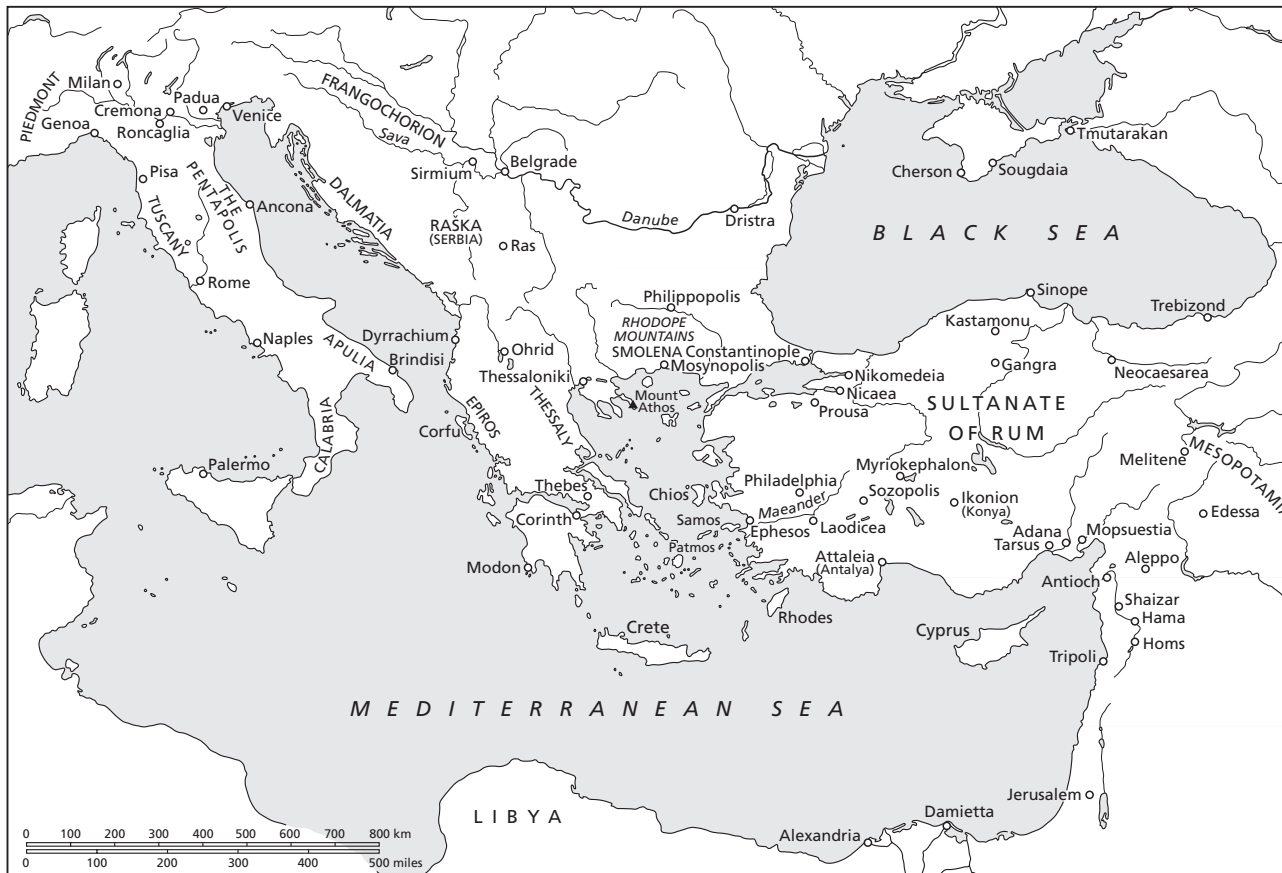 PIEDMONT
Milan
Cremona
Padua
Venice
Genoa
Roncaglia
FRANGOCHORION
Sava
Sirmium
Belgrade
Pisa
TUSCANY
THE
PENTAPOLIS
Ancona
DALMATIA
RAŠKA
(SERBIA)
Ras
Danube
Dristra
Cherson
Sougdaia
Tmutarakan
BLACK SEA
Rome
Naples
APULIA
Dyrrachium
Brindisi
Ohrid
Philippopolis
RHODOPE
MOUNTAINS
SMOLENA
Constantinople
Mosynopolis
Thessaloniki
Mount
Athos
Sinope
Trebizond
Kastamonu
Gangra
Neocaesarea
Nikomedeia
Nicaea
Prousa
SULTANATE
OF RUM
CALABRIA
Palermo
Corfu
EPIROS
THESSALY
Thebes
Corinth
Modon
Chios
Samos
Patmos
Philadelphia
Maeander
Ephesos
Laodicea
Myriokephalon
Sozopolis
Ikonion
(Konya)
Attaleia
(Antalya)
Melitene
MESOPOTAMIA
Edessa
Adana
Tarsus
Mopsuestia
Antioch
Aleppo
Shaizar
Hama
Homs
Tripoli
Rhodes
Crete
Cyprus
MEDITERRANEAN SEA
LIBYA
Jerusalem
Damietta
Alexandria
0 100 200 300 400 500 600 700 800 km
0 100 200 300 400 500 miles